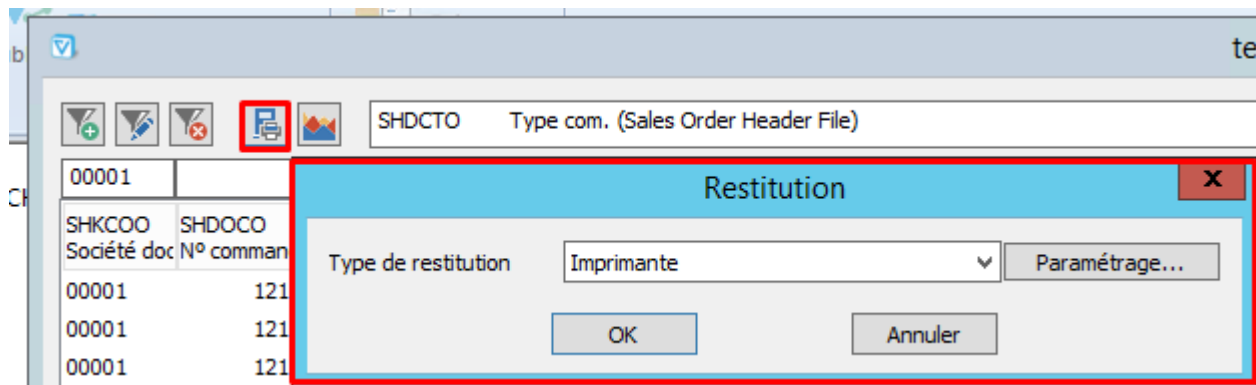 te
SHDCTO Type com. (Sales Order Header File)
00001
Restitution
X
SHKCOO SHDOCO
Société doc Nº comman
Type de restitution Imprimante Paramétrage...
00001 121
00001 121
OK Annuler
00001 121